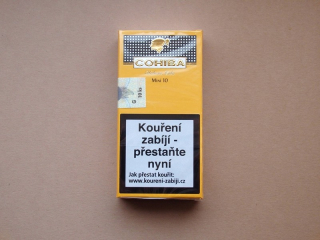 COHIBA
Mini 10
Kouření
zabíjí -
přestaňte
nyní
Jak přestat kouřit:
www.koureni-zabiji.cz